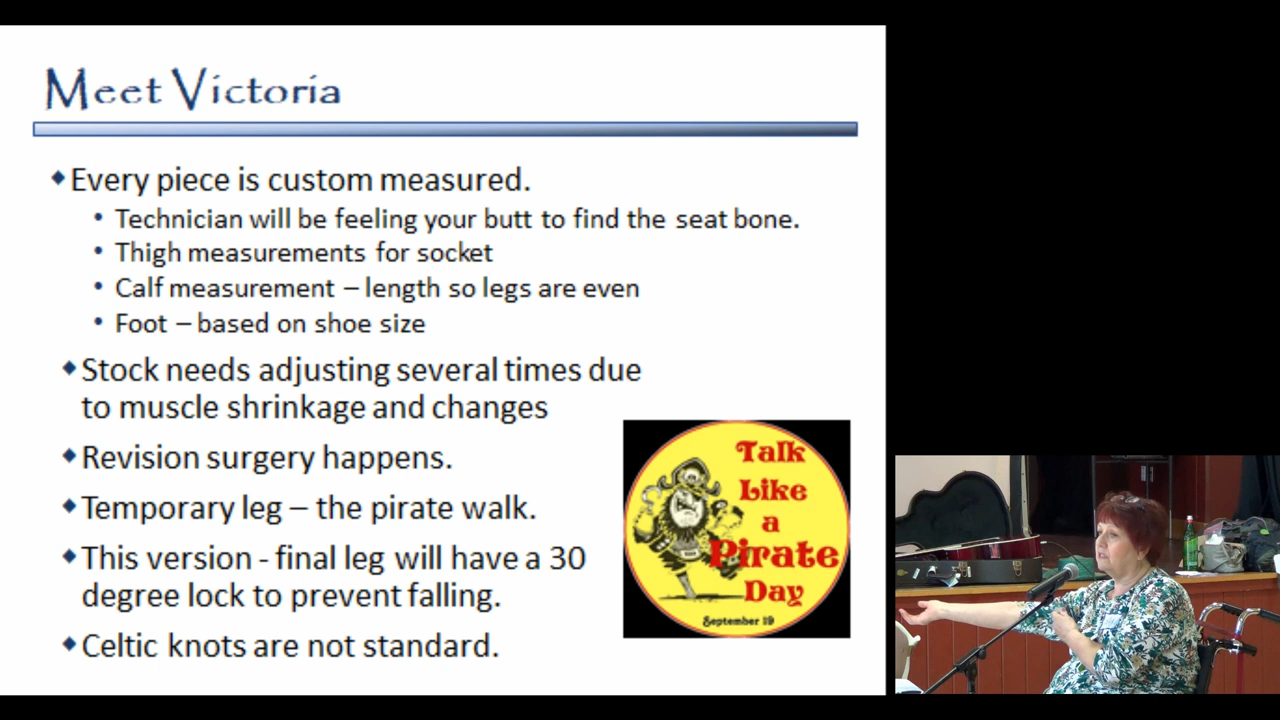 Meet Victoria
Every piece is custom measured.
Technician will be feeling your butt to find the seat bone.
Thigh measurements for socket
Calf measurement – length so legs are even
Foot – based on shoe size
Stock needs adjusting several times due
to muscle shrinkage and changes
Revision surgery happens.
Temporary leg – the pirate walk.
This version - final leg will have a 30
degree lock to prevent falling.
Celtic knots are not standard.
Talk
Like
a
Pirate
Day
September 19